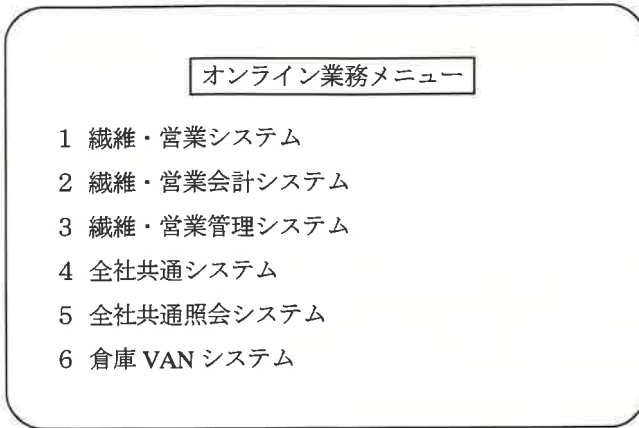 オンライン業務メニュー
1 繊維・営業システム
2 繊維・営業会計システム
3 繊維・営業管理システム
4 全社共通システム
5 全社共通照会システム
6 倉庫 VAN システム